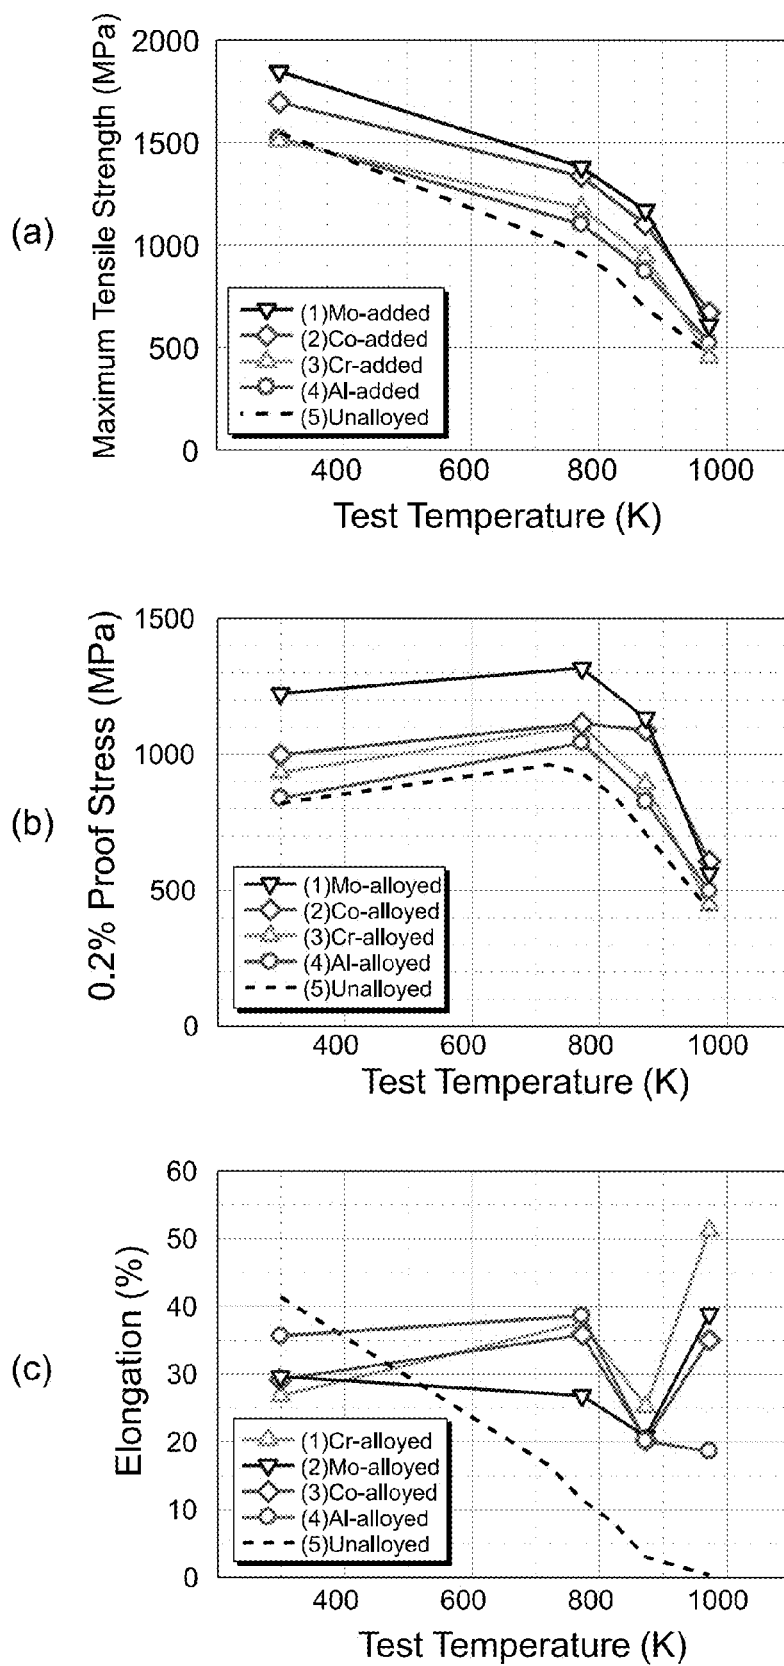 (a)
Maximum Tensile Strength (MPa)
2000
1500
1000
500
0
(1)Mo-added
(2)Co-added
(3)Cr-added
(4)Al-added
(5)Unalloyed
400 600 800 1000
Test Temperature (K)
(b)
0.2% Proof Stress (MPa)
1500
1000
500
0
(1)Mo-alloyed
(2)Co-alloyed
(3)Cr-alloyed
(4)Al-alloyed
(5)Unalloyed
400 600 800 1000
Test Temperature (K)
(c)
Elongation (%)
60
50
40
30
20
10
0
(1)Cr-alloyed
(2)Mo-alloyed
(3)Co-alloyed
(4)Al-alloyed
(5)Unalloyed
400 600 800 1000
Test Temperature (K)